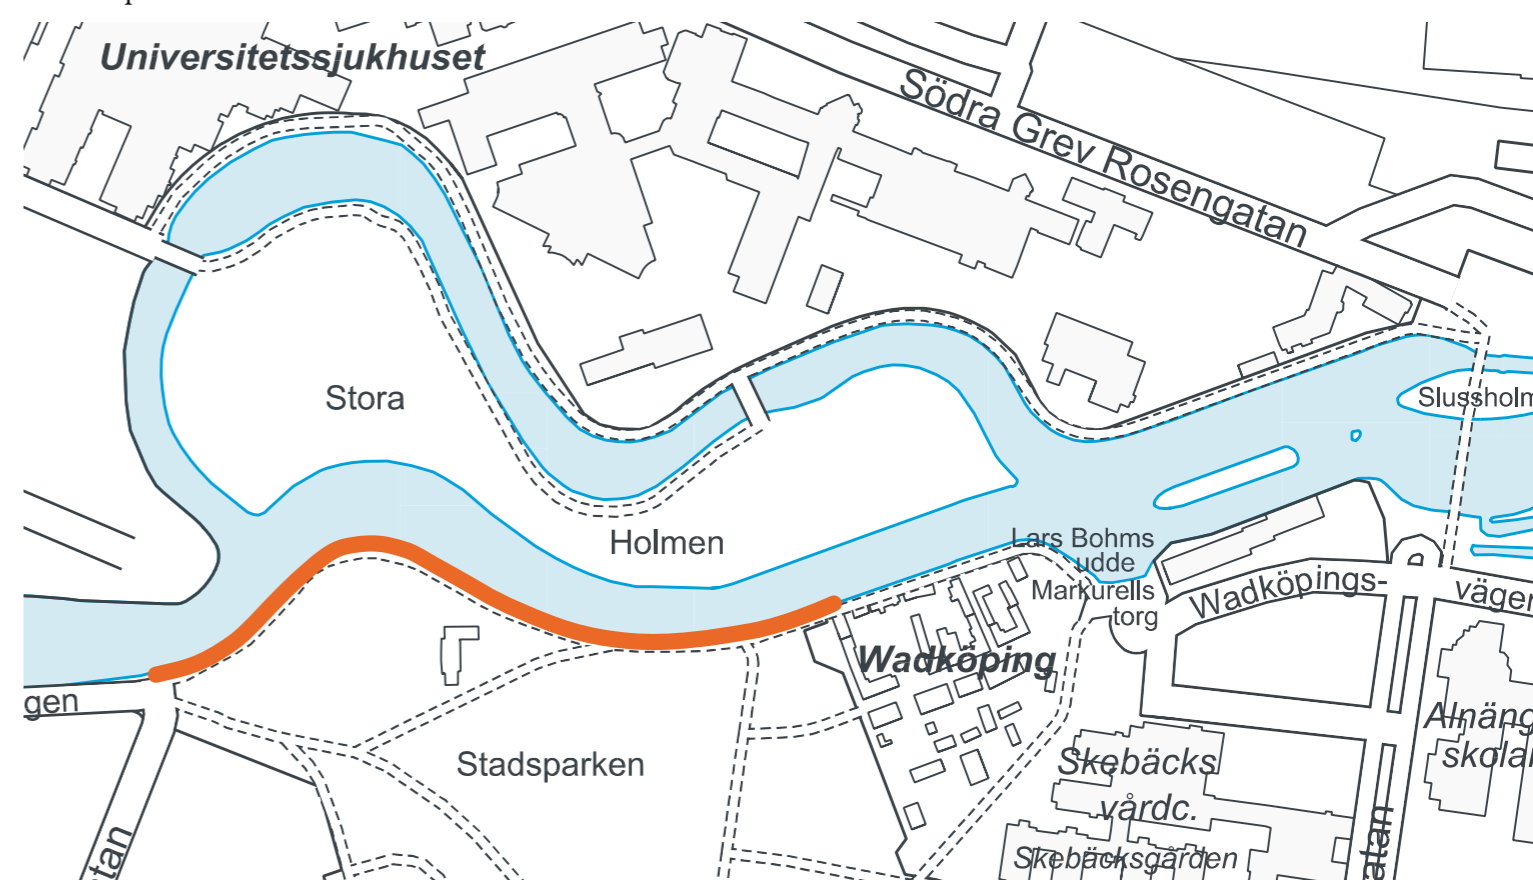 Universitetssjukhuset
Södra Grev Rosengatan
Stora
Slussholm
Holmen
Lars Bohms
udde
Markurells
torg
Wadköpings-
vägen
Wadköping
gen
Stadsparken
Alnäng
skolan
Skebäcks
vårdc.
Skebäcksgården
atan